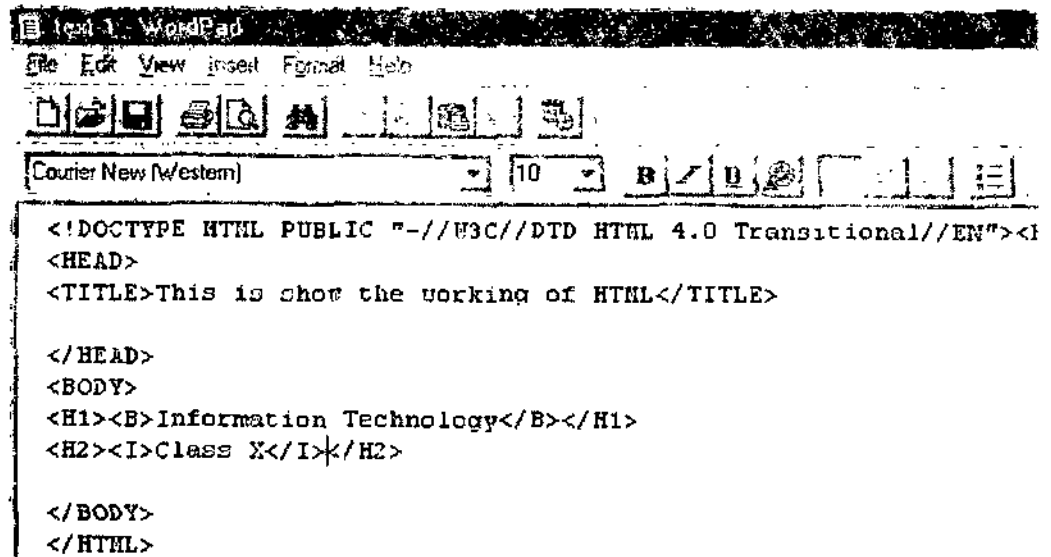 text 1 - WordPad
File Edit View Insert Format Help
Courier New (Western) 10 B I U
<!DOCTYPE HTML PUBLIC "-//W3C//DTD HTML 4.0 Transitional//EN"><H
<HEAD>
<TITLE>This is show the working of HTML</TITLE>
</HEAD>
<BODY>
<H1><B>Information Technology</B></H1>
<H2><I>Class X</I></H2>
</BODY>
</HTML>